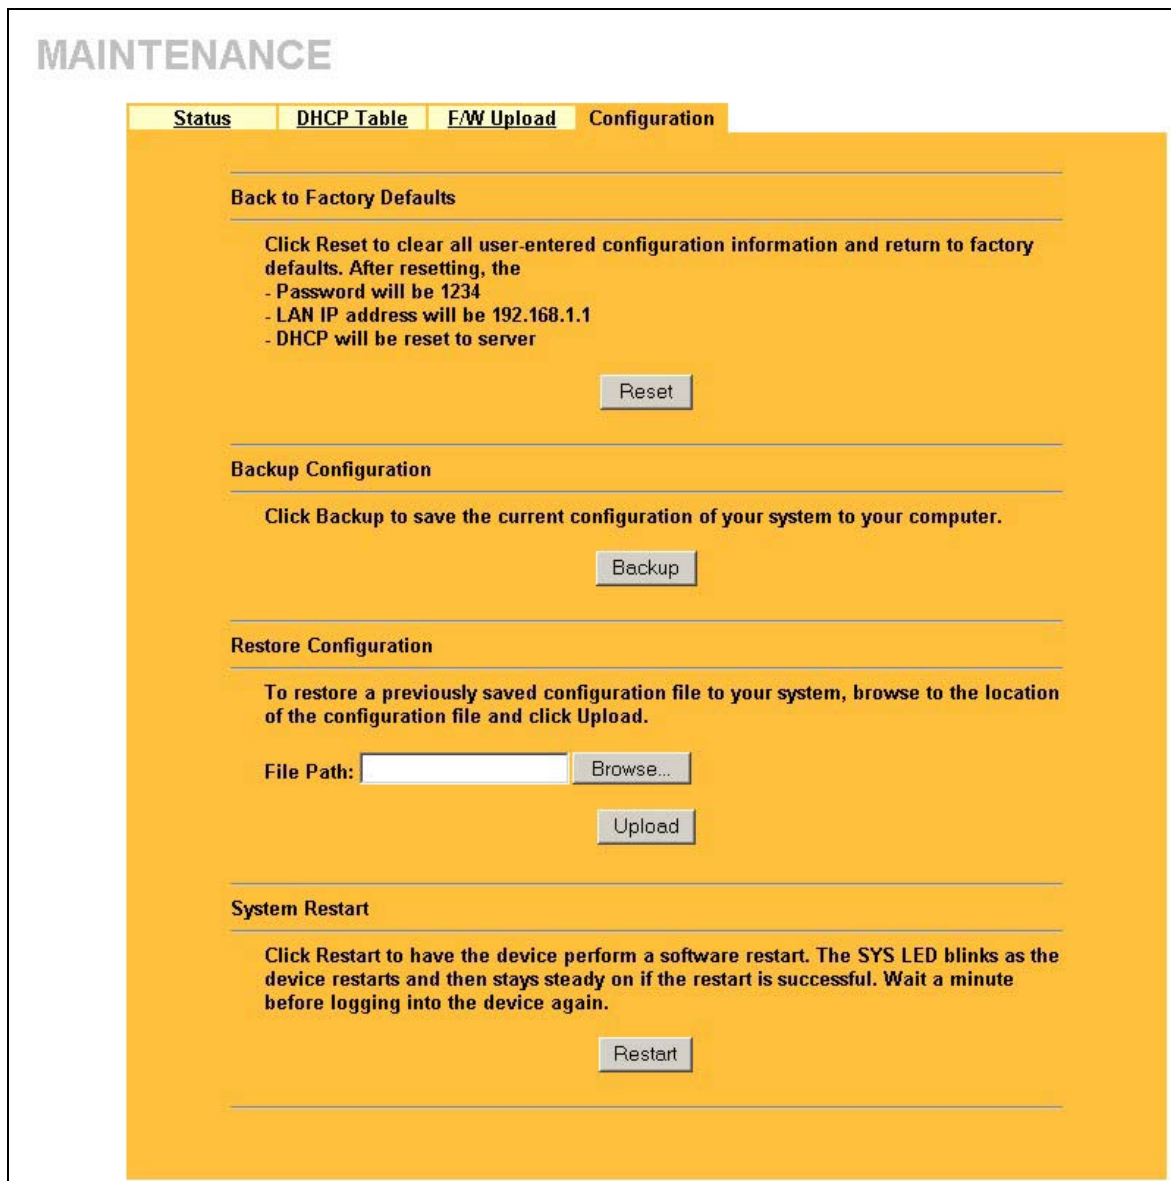 MAINTENANCE
Status DHCP Table F/W Upload Configuration
Back to Factory Defaults
Click Reset to clear all user-entered configuration information and return to factory
defaults. After resetting, the
- Password will be 1234
- LAN IP address will be 192.168.1.1
- DHCP will be reset to server
Reset
Backup Configuration
Click Backup to save the current configuration of your system to your computer.
Backup
Restore Configuration
To restore a previously saved configuration file to your system, browse to the location
of the configuration file and click Upload.
File Path: Browse...
Upload
System Restart
Click Restart to have the device perform a software restart. The SYS LED blinks as the
device restarts and then stays steady on if the restart is successful. Wait a minute
before logging into the device again.
Restart